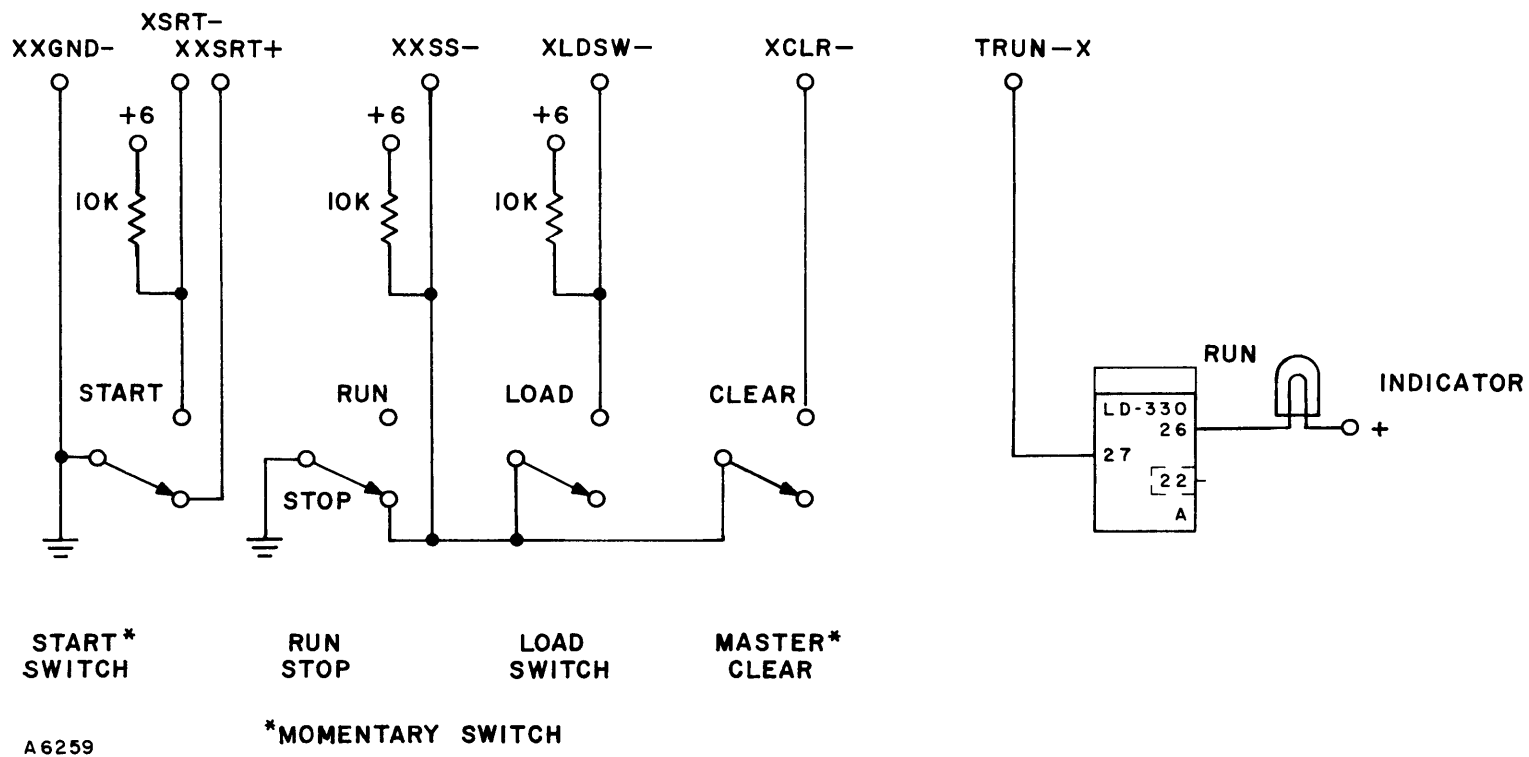 XSRT-
XXGND- XXSRT+ XXSS- XLDSW- XCLR- TRUN-X
+6 +6 +6
10K 10K 10K
RUN
INDICATOR
START RUN LOAD CLEAR
LD-330
26 +
27
STOP 22
A
START* RUN LOAD MASTER*
SWITCH STOP SWITCH CLEAR
*MOMENTARY SWITCH
A6259